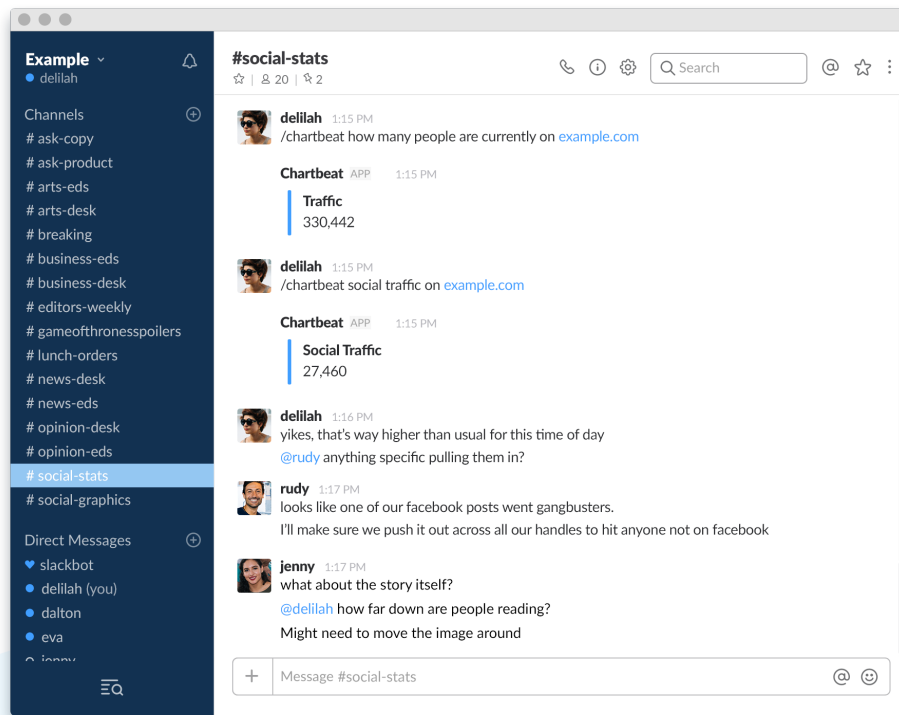 Example
delilah
Channels
# ask-copy
# ask-product
# arts-eds
# arts-desk
# breaking
# business-eds
# business-desk
# editors-weekly
# gameofthronesspoilers
# lunch-orders
# news-desk
# news-eds
# opinion-desk
# opinion-eds
# social-stats
# social-graphics
Direct Messages
slackbot
delilah (you)
dalton
eva
jenny
#social-stats
20 | 2
Search
delilah 1:15 PM
/chartbeat how many people are currently on example.com
Chartbeat APP 1:15 PM
Traffic
330,442
delilah 1:15 PM
/chartbeat social traffic on example.com
Chartbeat APP 1:15 PM
Social Traffic
27,460
delilah 1:16 PM
yikes, that's way higher than usual for this time of day
@rudy anything specific pulling them in?
rudy 1:17 PM
looks like one of our facebook posts went gangbusters.
I'll make sure we push it out across all our handles to hit anyone not on facebook
jenny 1:17 PM
what about the story itself?
@delilah how far down are people reading?
Might need to move the image around
Message #social-stats